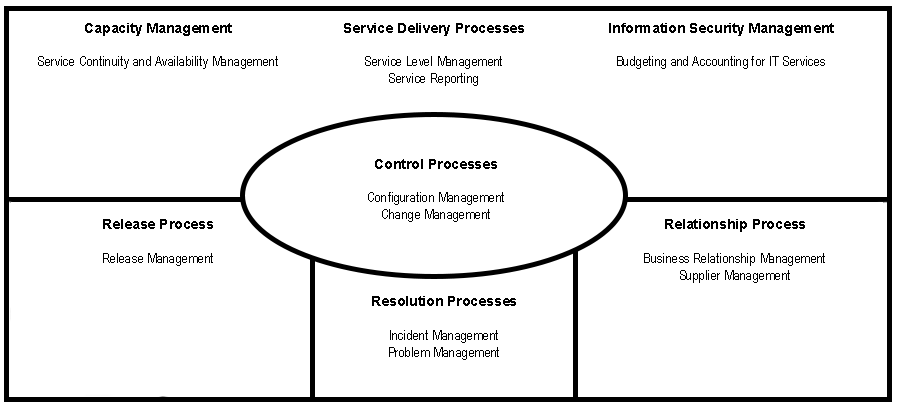 Capacity Management
Service Continuity and Availability Management
Service Delivery Processes
Service Level Management
Service Reporting
Information Security Management
Budgeting and Accounting for IT Services
Control Processes
Configuration Management
Change Management
Release Process
Release Management
Resolution Processes
Incident Management
Problem Management
Relationship Process
Business Relationship Management
Supplier Management